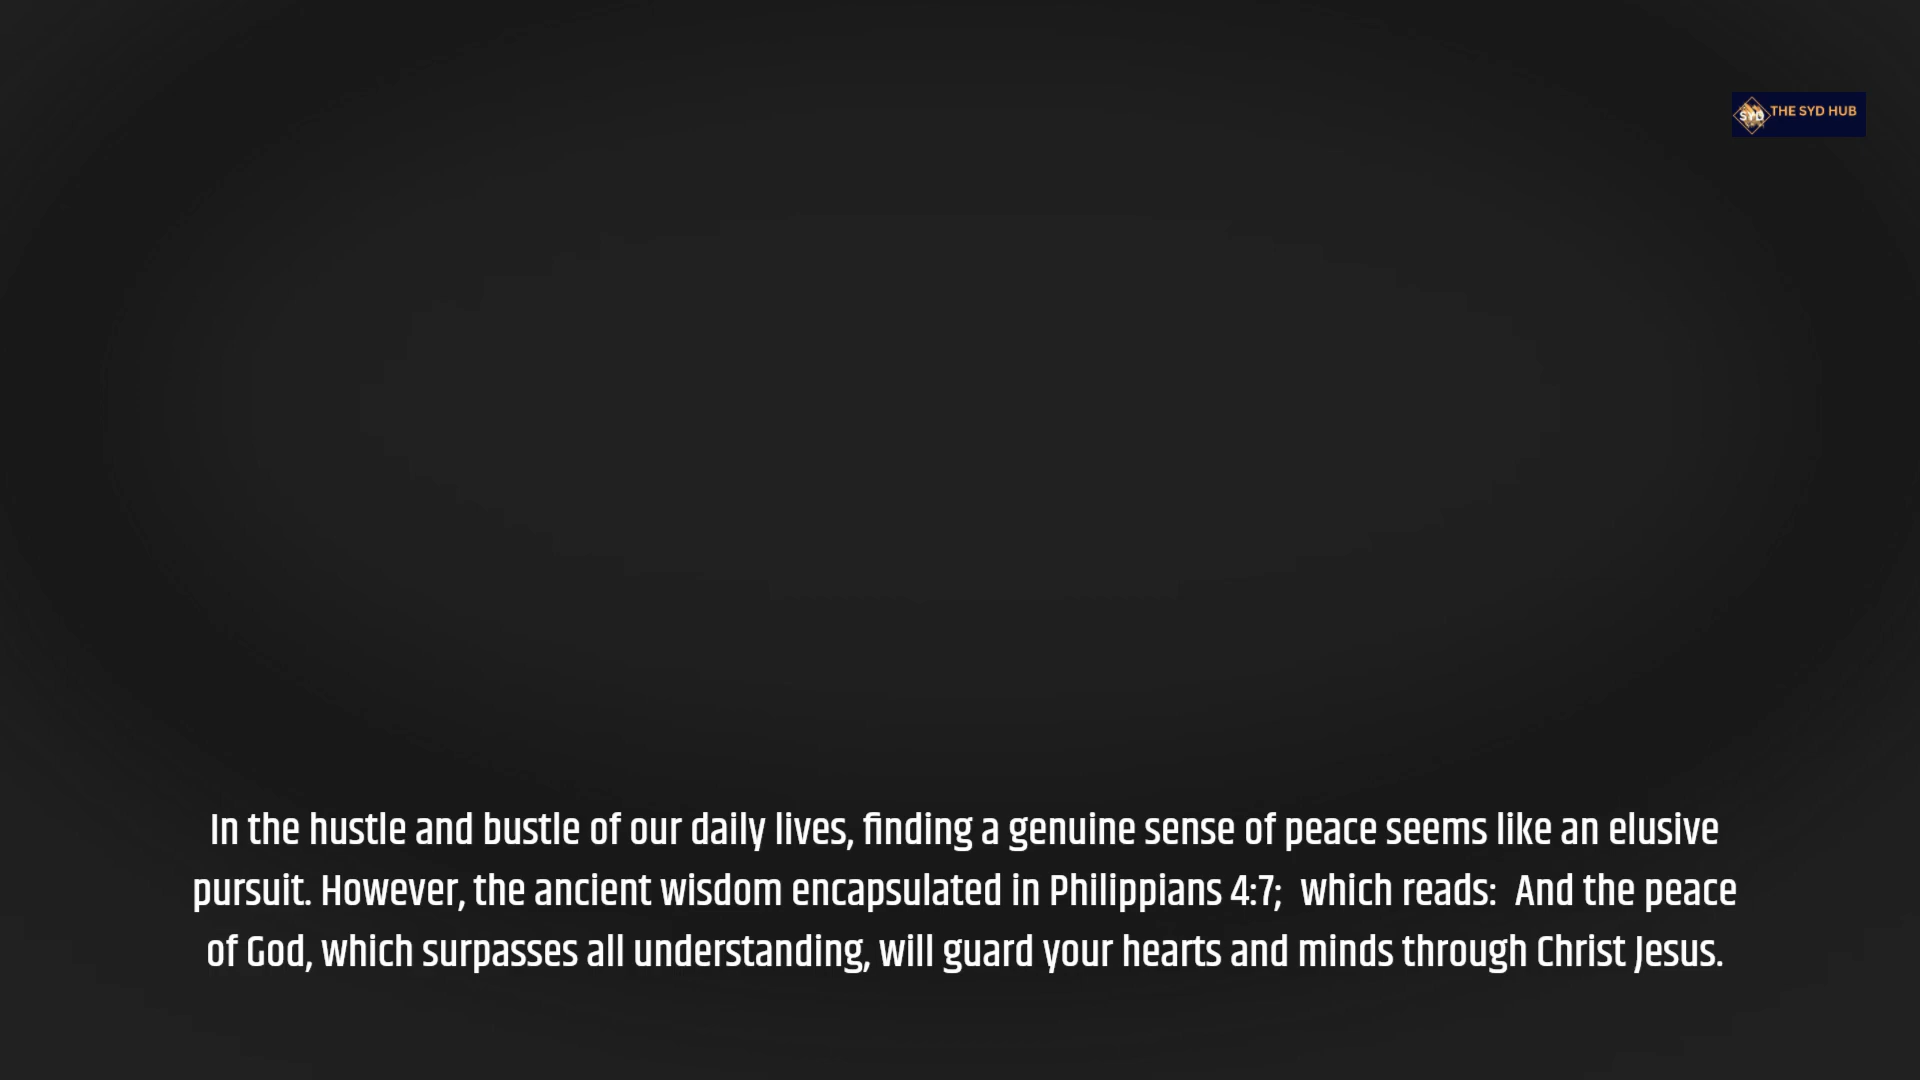 SYD THE SYD HUB
In the hustle and bustle of our daily lives, finding a genuine sense of peace seems like an elusive
pursuit. However, the ancient wisdom encapsulated in Philippians 4:7;  which reads:  And the peace
of God, which surpasses all understanding, will guard your hearts and minds through Christ Jesus.